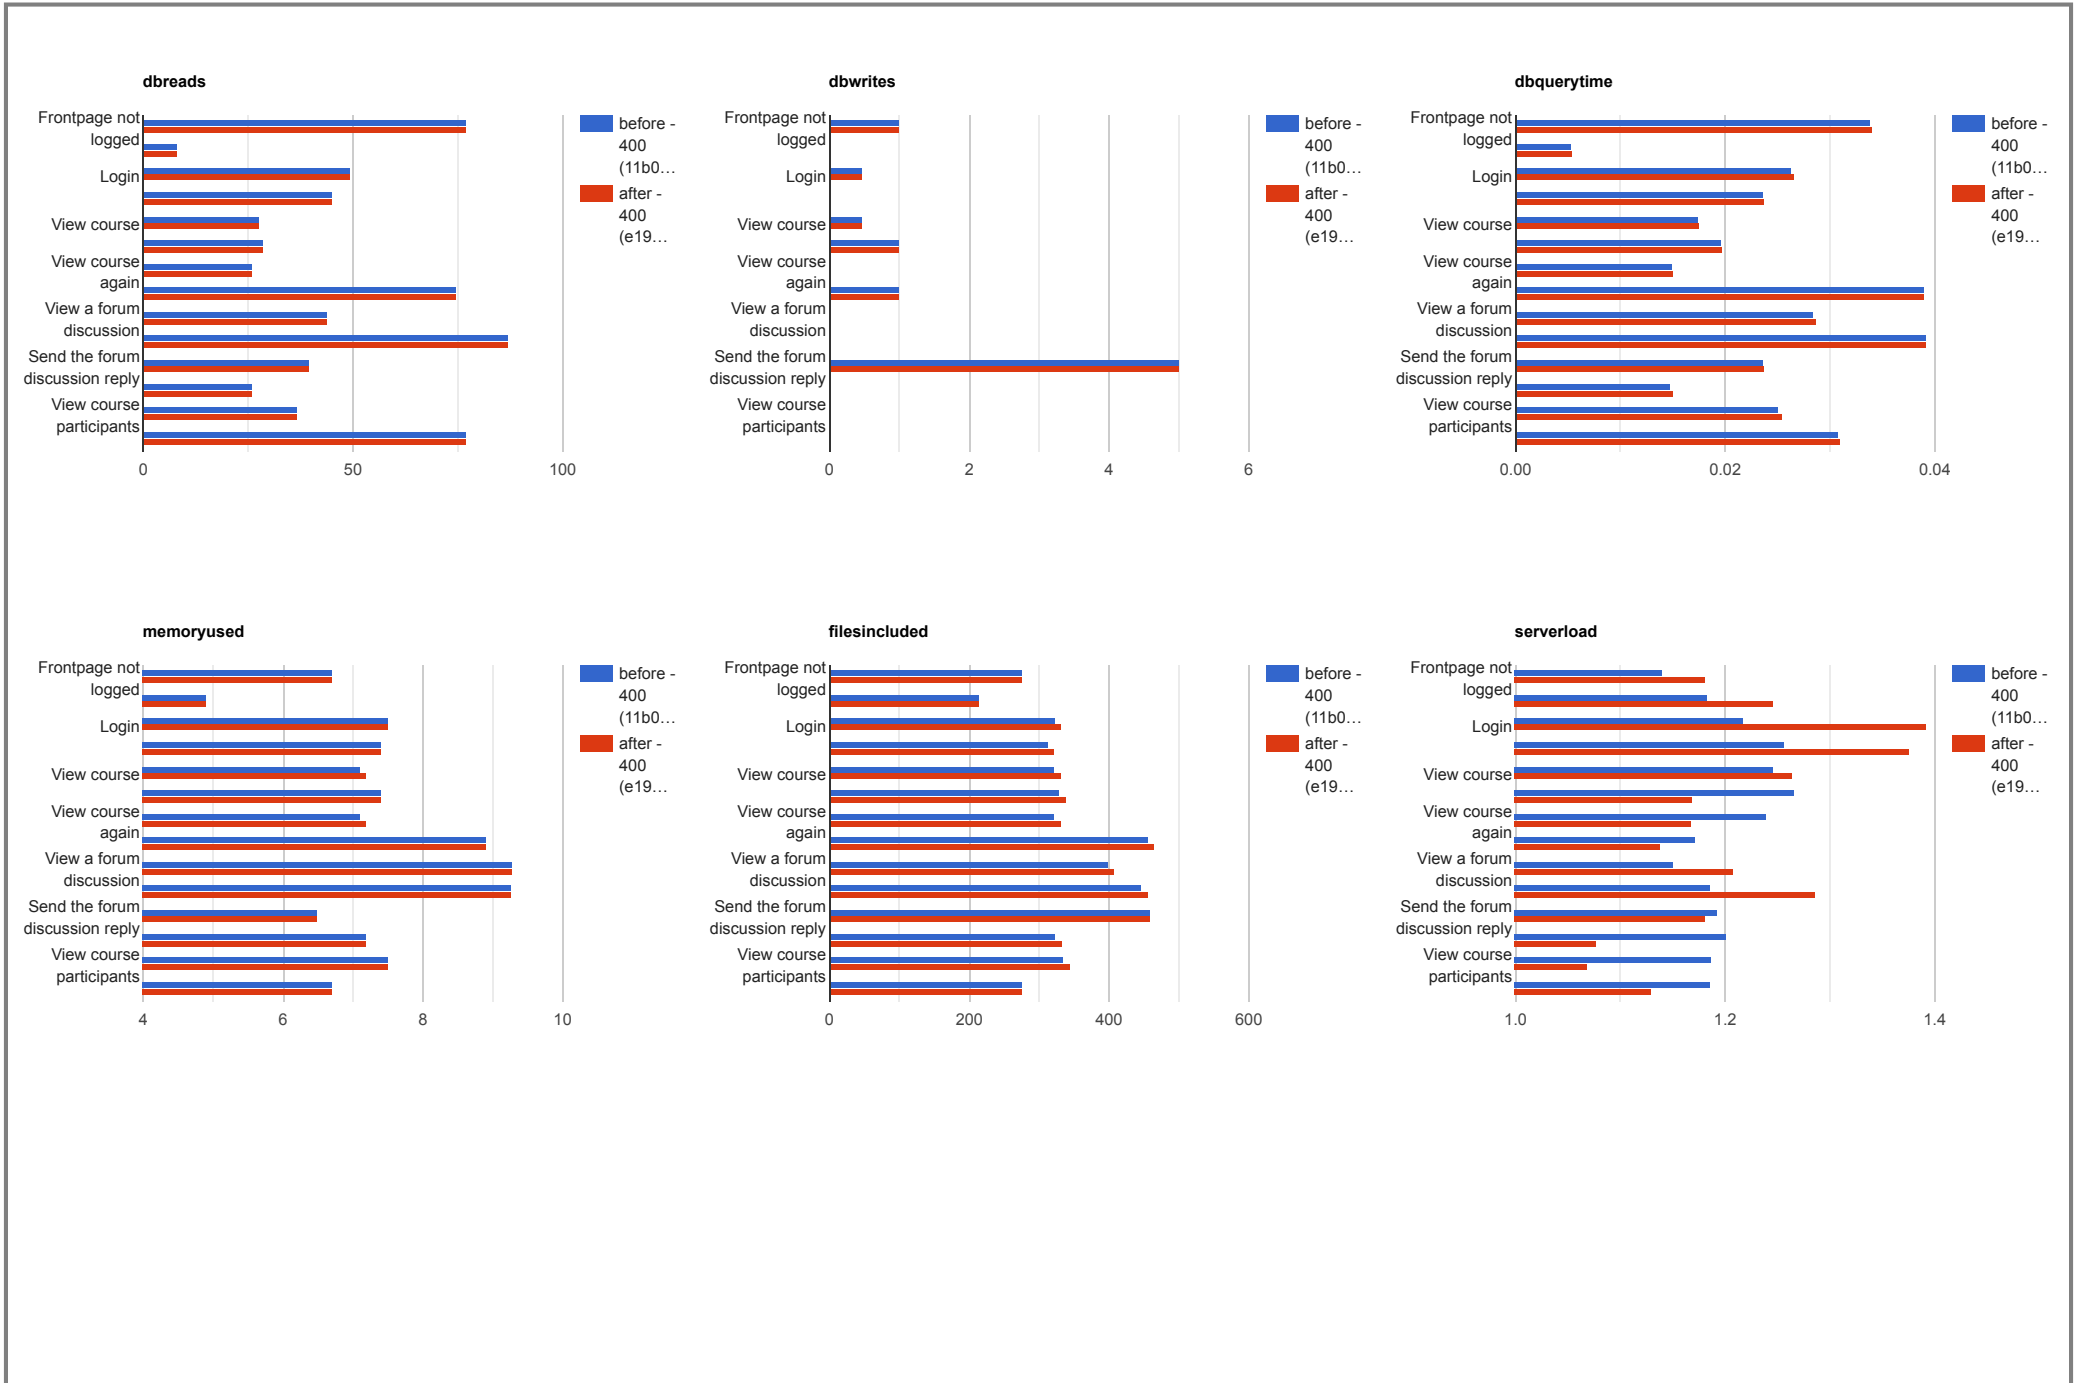 dbreads
Frontpage not
logged
Login
View course
View course
again
View a forum
discussion
Send the forum
discussion reply
View course
participants
0
50
100
before -
400
(11b0…
after -
400
(e19…
dbwrites
Frontpage not
logged
Login
View course
View course
again
View a forum
discussion
Send the forum
discussion reply
View course
participants
0
2
4
6
before -
400
(11b0…
after -
400
(e19…
dbquerytime
Frontpage not
logged
Login
View course
View course
again
View a forum
discussion
Send the forum
discussion reply
View course
participants
0.00
0.02
0.04
before -
400
(11b0…
after -
400
(e19…
memoryused
Frontpage not
logged
Login
View course
View course
again
View a forum
discussion
Send the forum
discussion reply
View course
participants
4
6
8
10
before -
400
(11b0…
after -
400
(e19…
filesincluded
Frontpage not
logged
Login
View course
View course
again
View a forum
discussion
Send the forum
discussion reply
View course
participants
0
200
400
600
before -
400
(11b0…
after -
400
(e19…
serverload
Frontpage not
logged
Login
View course
View course
again
View a forum
discussion
Send the forum
discussion reply
View course
participants
1.0
1.2
1.4
before -
400
(11b0…
after -
400
(e19…